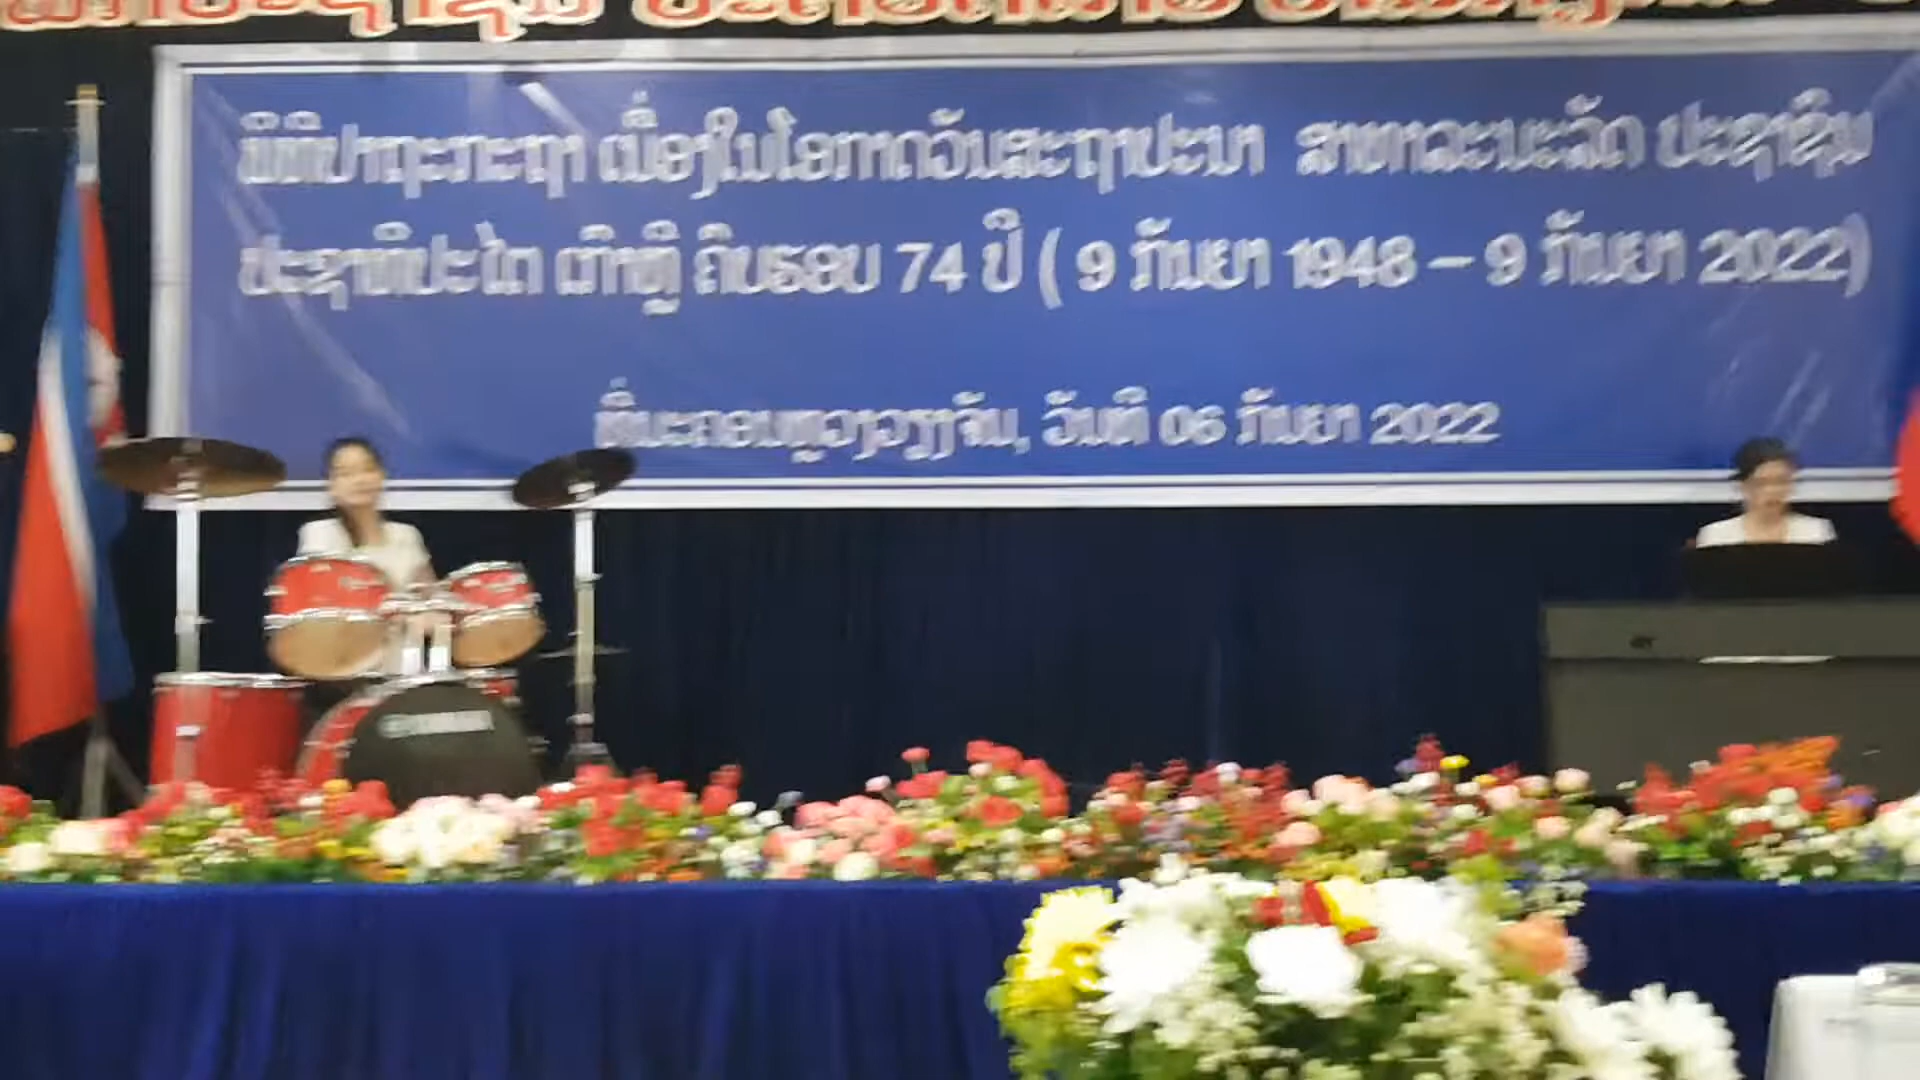 ພິທີປາຖະກະຖາ ເນື່ອງໃນໂອກາດວັນສະຖາປະນາ ສາທາລະນະລັດ ປະຊາຊົນ
ປະຊາທິປະໄຕ ເກົາຫຼີ ຄົບຮອບ 74 ປີ ( 9 ກັນຍາ 1948 – 9 ກັນຍາ 2022)
ທີ່ນະຄອນຫຼວງວຽງຈັນ, ວັນທີ 06 ກັນຍາ 2022
YAMAHA